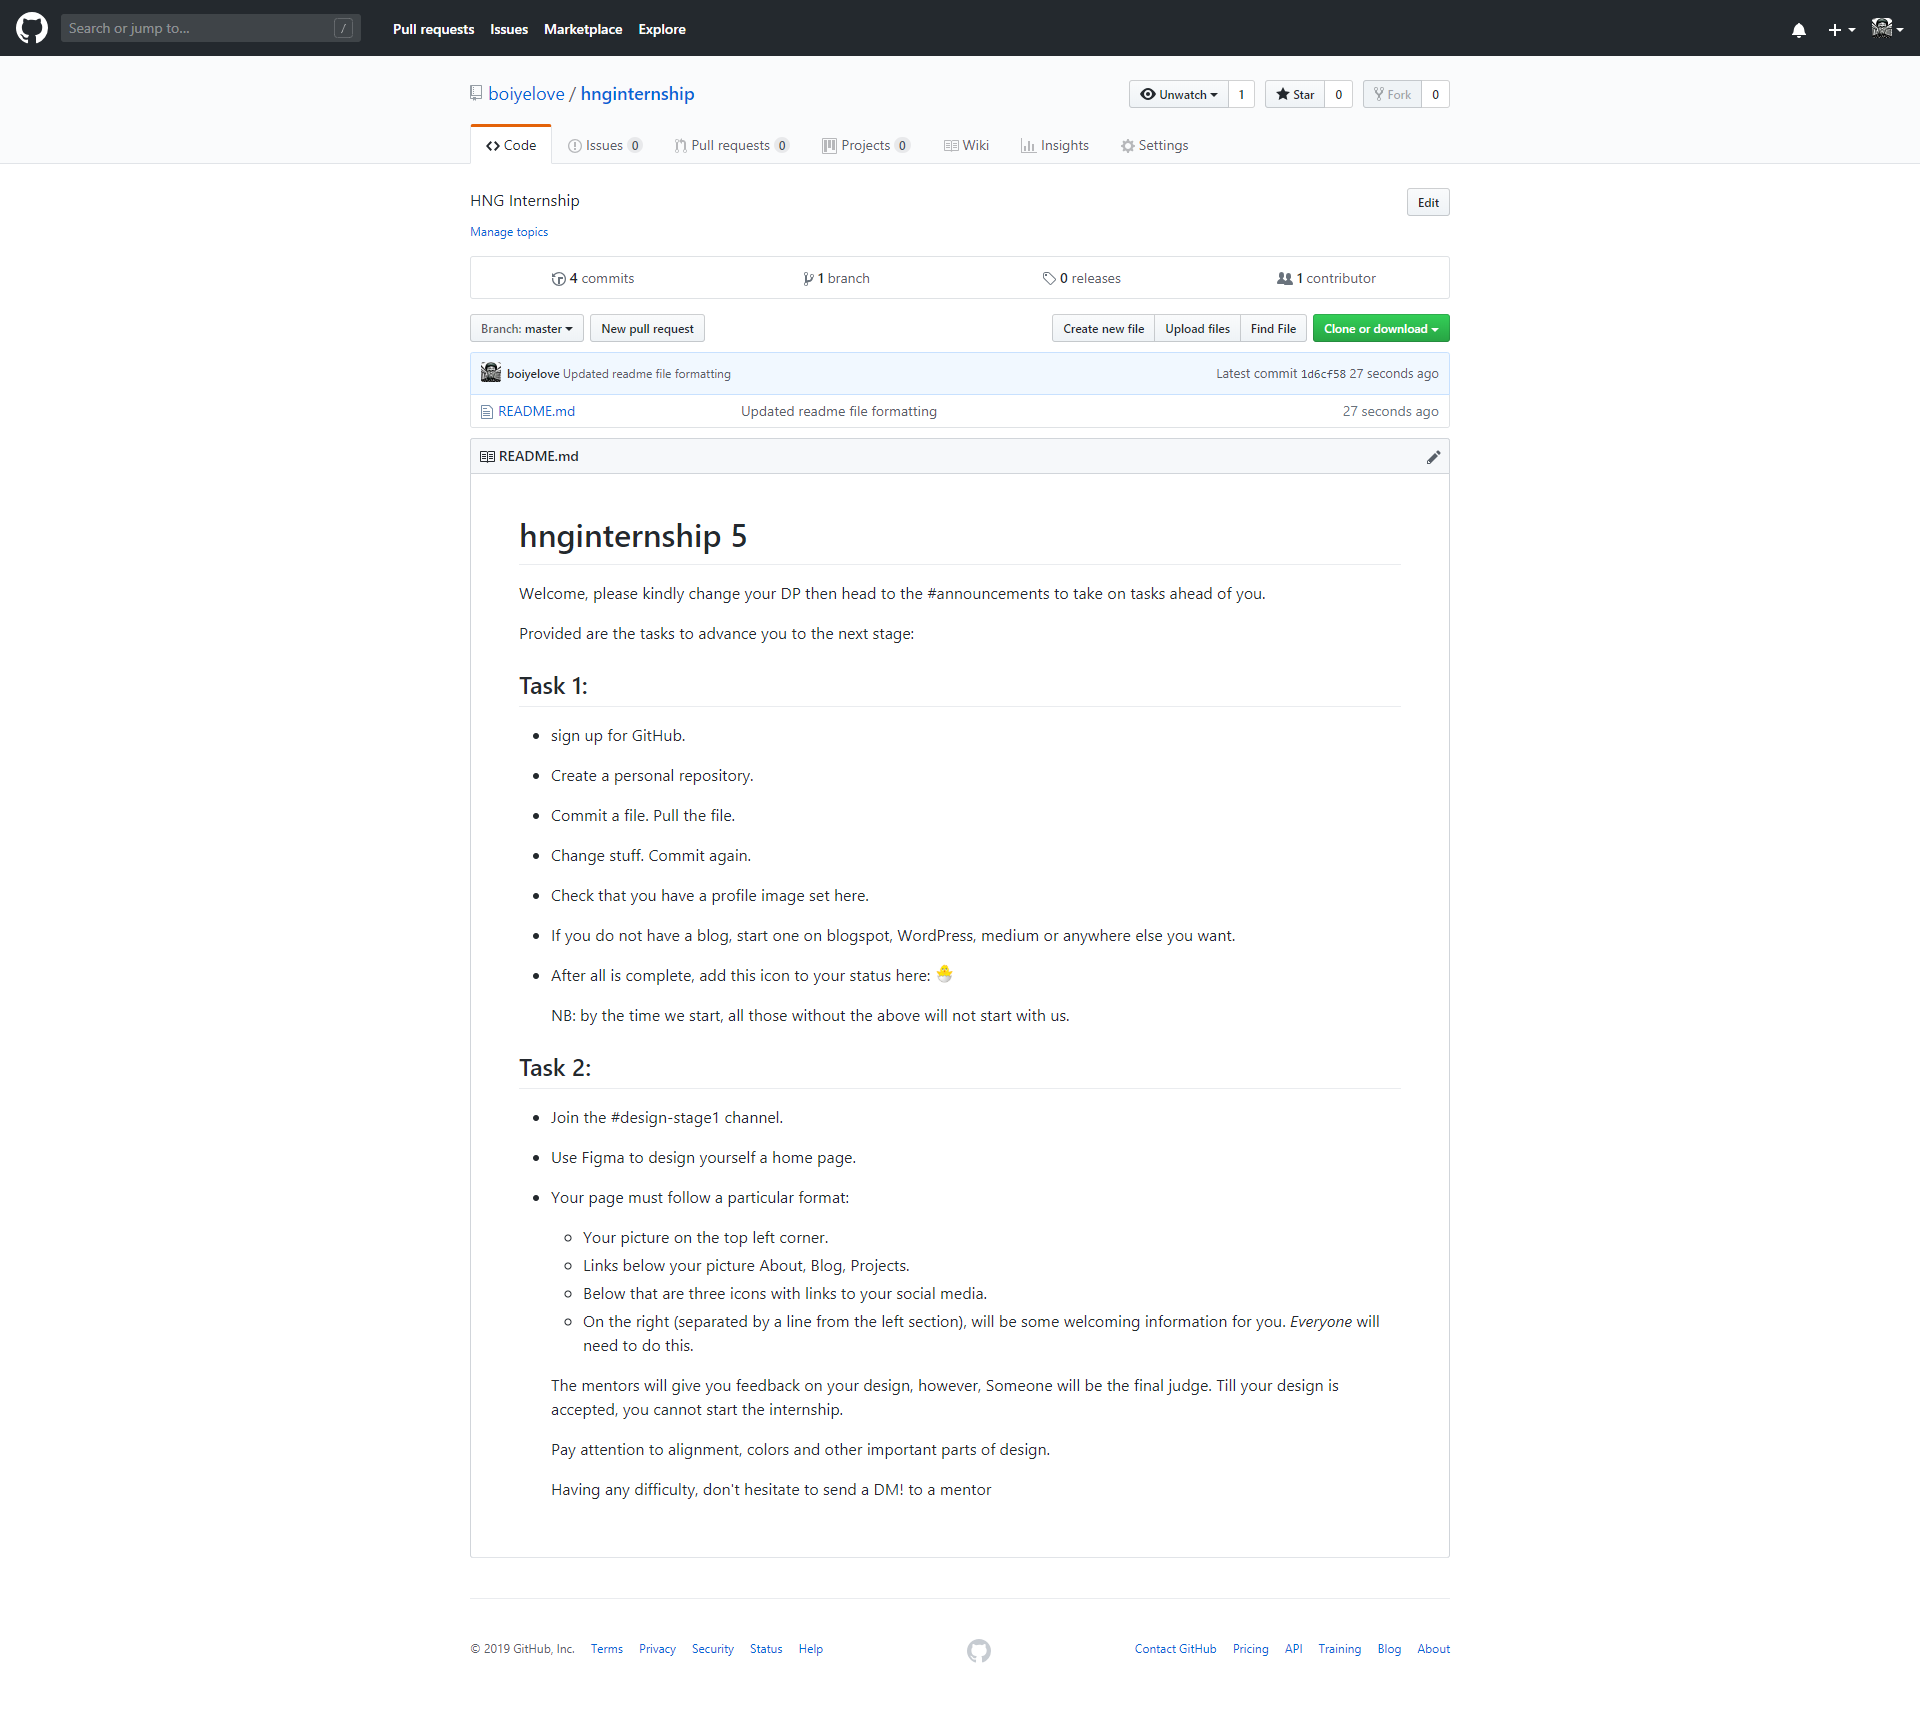 Search or jump to... /
Pull requests Issues Marketplace Explore
boiyelove / hnginternship
Unwatch 1 Star 0 Fork 0
Code Issues 0 Pull requests 0 Projects 0 Wiki Insights Settings
HNG Internship
Edit
Manage topics
4 commits 1 branch 0 releases 1 contributor
Branch: master New pull request Create new file Upload files Find File Clone or download
boiyelove Updated readme file formatting Latest commit 1d6cf58 27 seconds ago
README.md Updated readme file formatting 27 seconds ago
README.md
hnginternship 5
Welcome, please kindly change your DP then head to the #announcements to take on tasks ahead of you.
Provided are the tasks to advance you to the next stage:
Task 1:
• sign up for GitHub.
• Create a personal repository.
• Commit a file. Pull the file.
• Change stuff. Commit again.
• Check that you have a profile image set here.
• If you do not have a blog, start one on blogspot, WordPress, medium or anywhere else you want.
• After all is complete, add this icon to your status here: 🐣
NB: by the time we start, all those without the above will not start with us.
Task 2:
• Join the #design-stage1 channel.
• Use Figma to design yourself a home page.
• Your page must follow a particular format:
◦ Your picture on the top left corner.
◦ Links below your picture About, Blog, Projects.
◦ Below that are three icons with links to your social media.
◦ On the right (separated by a line from the left section), will be some welcoming information for you. Everyone will
need to do this.
The mentors will give you feedback on your design, however, Someone will be the final judge. Till your design is
accepted, you cannot start the internship.
Pay attention to alignment, colors and other important parts of design.
Having any difficulty, don't hesitate to send a DM! to a mentor
© 2019 GitHub, Inc. Terms Privacy Security Status Help Contact GitHub Pricing API Training Blog About